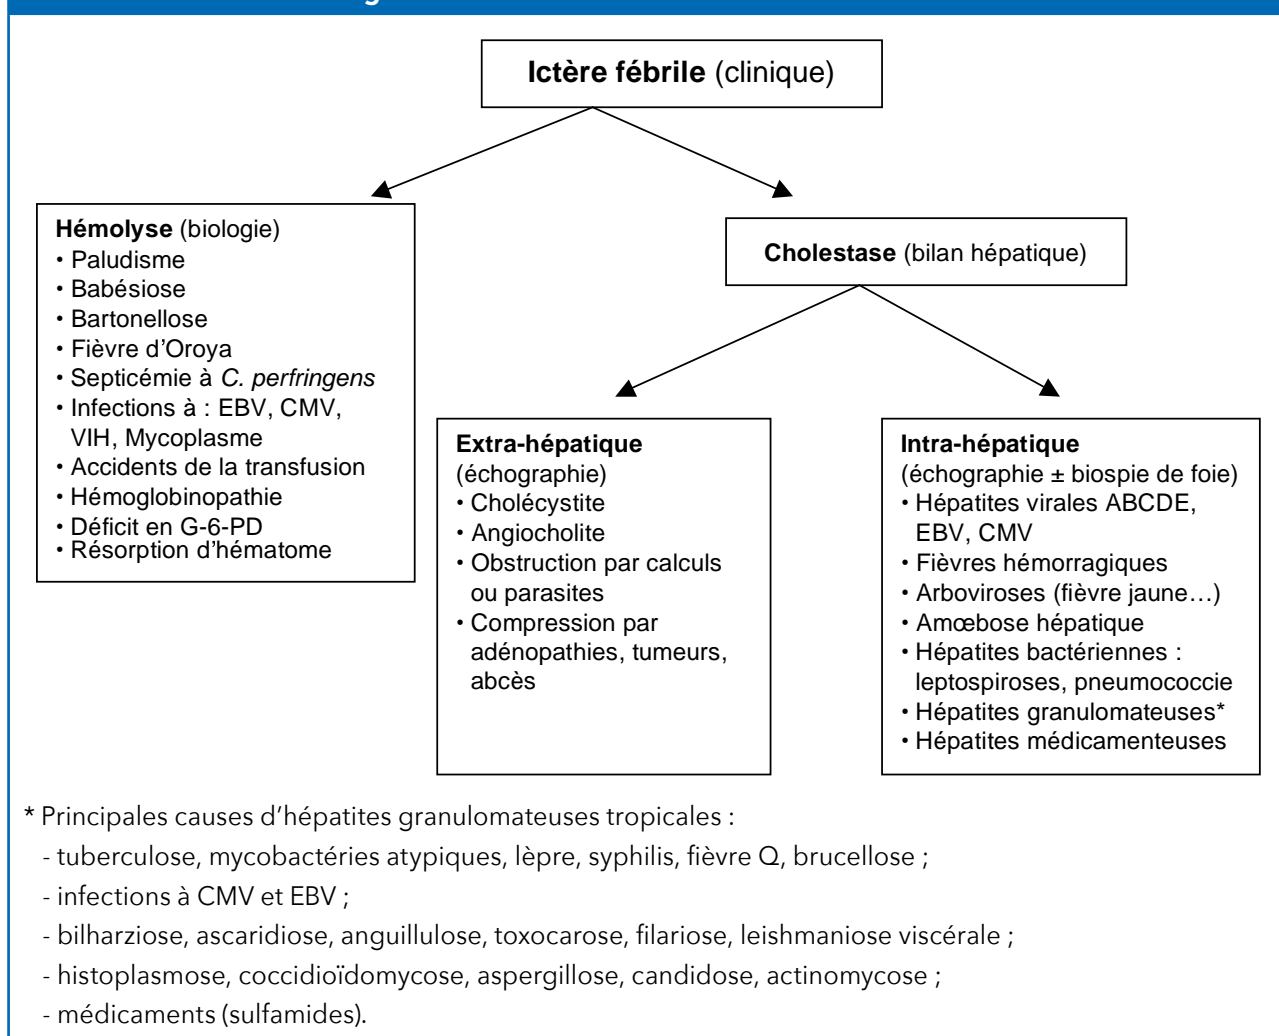 Ictère fébrile (clinique)
Hémolyse (biologie)
• Paludisme
• Babésiose
• Bartonellose
• Fièvre d’Oroya
• Septicémie à C. perfringens
• Infections à : EBV, CMV,
VIH, Mycoplasme
• Accidents de la transfusion
• Hémoglobinopathie
• Déficit en G-6-PD
• Résorption d’hématome
Cholestase (bilan hépatique)
Extra-hépatique
(échographie)
• Cholécystite
• Angiocholite
• Obstruction par calculs
ou parasites
• Compression par
adénopathies, tumeurs,
abcès
Intra-hépatique
(échographie ± biospie de foie)
• Hépatites virales ABCDE,
EBV, CMV
• Fièvres hémorragiques
• Arboviroses (fièvre jaune…)
• Amœbose hépatique
• Hépatites bactériennes :
leptospiroses, pneumococcie
• Hépatites granulomateuses*
• Hépatites médicamenteuses
* Principales causes d’hépatites granulomateuses tropicales :
- tuberculose, mycobactéries atypiques, lèpre, syphilis, fièvre Q, brucellose ;
- infections à CMV et EBV ;
- bilharziose, ascaridiose, anguillulose, toxocarose, filariose, leishmaniose viscérale ;
- histoplasmose, coccidioïdomycose, aspergillose, candidose, actinomycose ;
- médicaments (sulfamides).